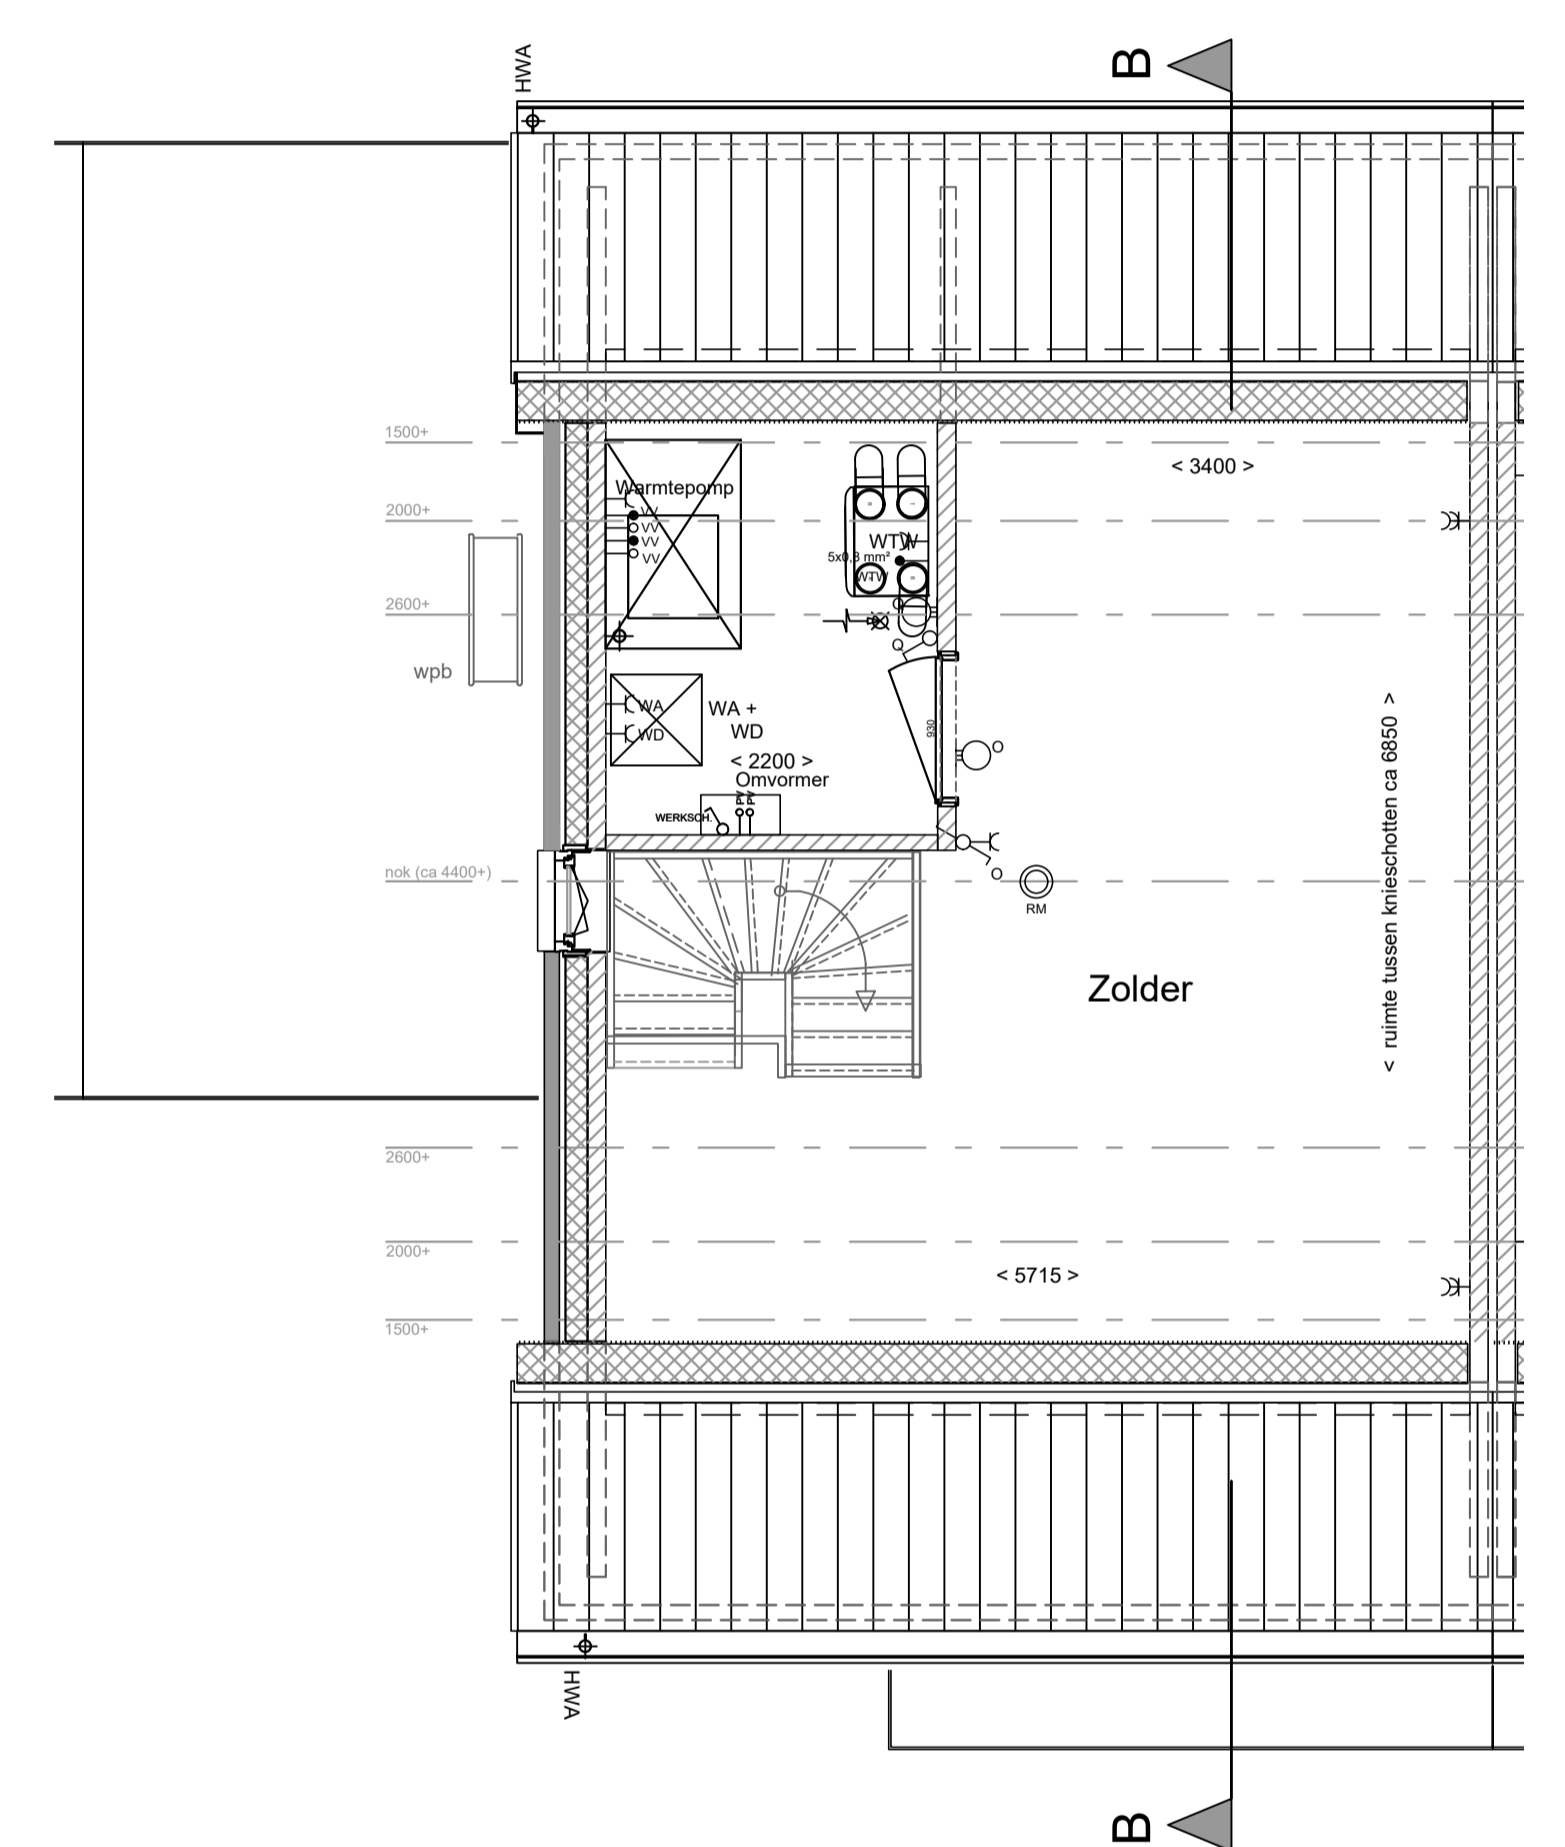 HWA
B
1500+
< 3400 >
Warmtepomp
2000+
VV
VV
VV
VV
WTW
5x0,8 mm²
WTW
2600+
wpb
WA
WD
WA +
WD
930
< 2200 >
Omvormer
PV
PV
WERKSCH.
O
nok (ca 4400+)
O
RM
< ruimte tussen knieschotten ca 6850 >
Zolder
2600+
2000+
< 5715 >
1500+
HWA
B